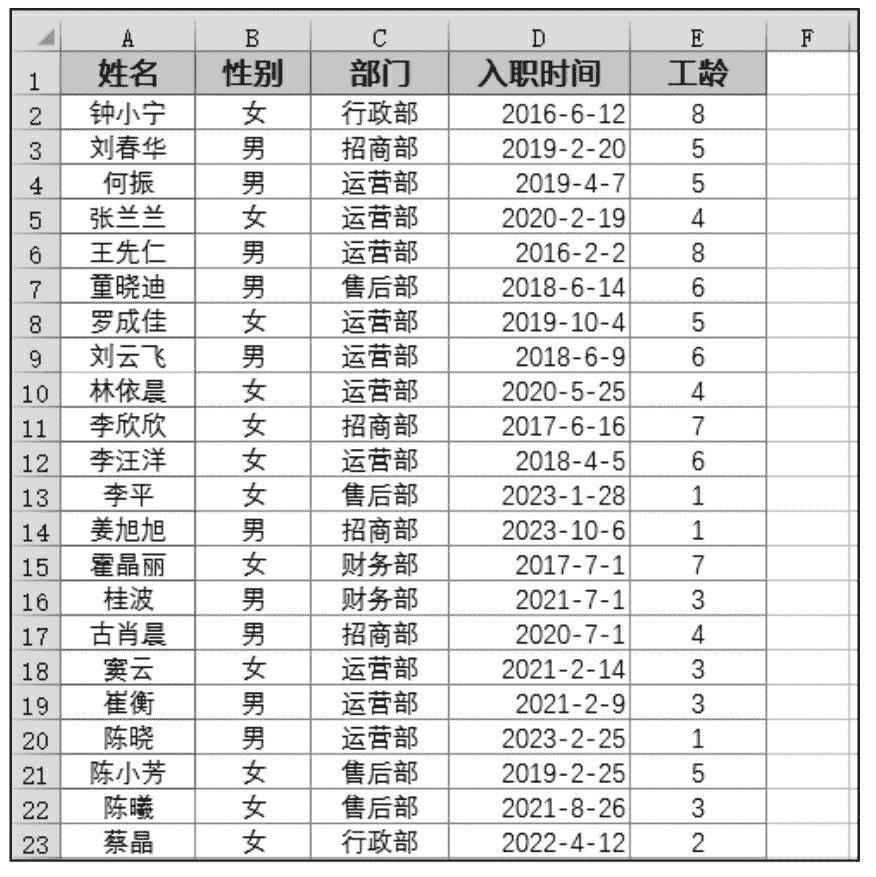 A B C D E F
1 姓名 性别 部门 入职时间 工龄
2 钟小宁 女 行政部 2016-6-12 8
3 刘春华 男 招商部 2019-2-20 5
4 何振 男 运营部 2019-4-7 5
5 张兰兰 女 运营部 2020-2-19 4
6 王先仁 男 运营部 2016-2-2 8
7 童晓迪 男 售后部 2018-6-14 6
8 罗成佳 女 运营部 2019-10-4 5
9 刘云飞 男 运营部 2018-6-9 6
10 林依晨 女 运营部 2020-5-25 4
11 李欣欣 女 招商部 2017-6-16 7
12 李汪洋 女 运营部 2018-4-5 6
13 李平 女 售后部 2023-1-28 1
14 姜旭旭 男 招商部 2023-10-6 1
15 霍晶丽 女 财务部 2017-7-1 7
16 桂波 男 财务部 2021-7-1 3
17 古肖晨 男 招商部 2020-7-1 4
18 窦云 女 运营部 2021-2-14 3
19 崔衡 男 运营部 2021-2-9 3
20 陈晓 男 运营部 2023-2-25 1
21 陈小芳 女 售后部 2019-2-25 5
22 陈曦 女 售后部 2021-8-26 3
23 蔡晶 女 行政部 2022-4-12 2